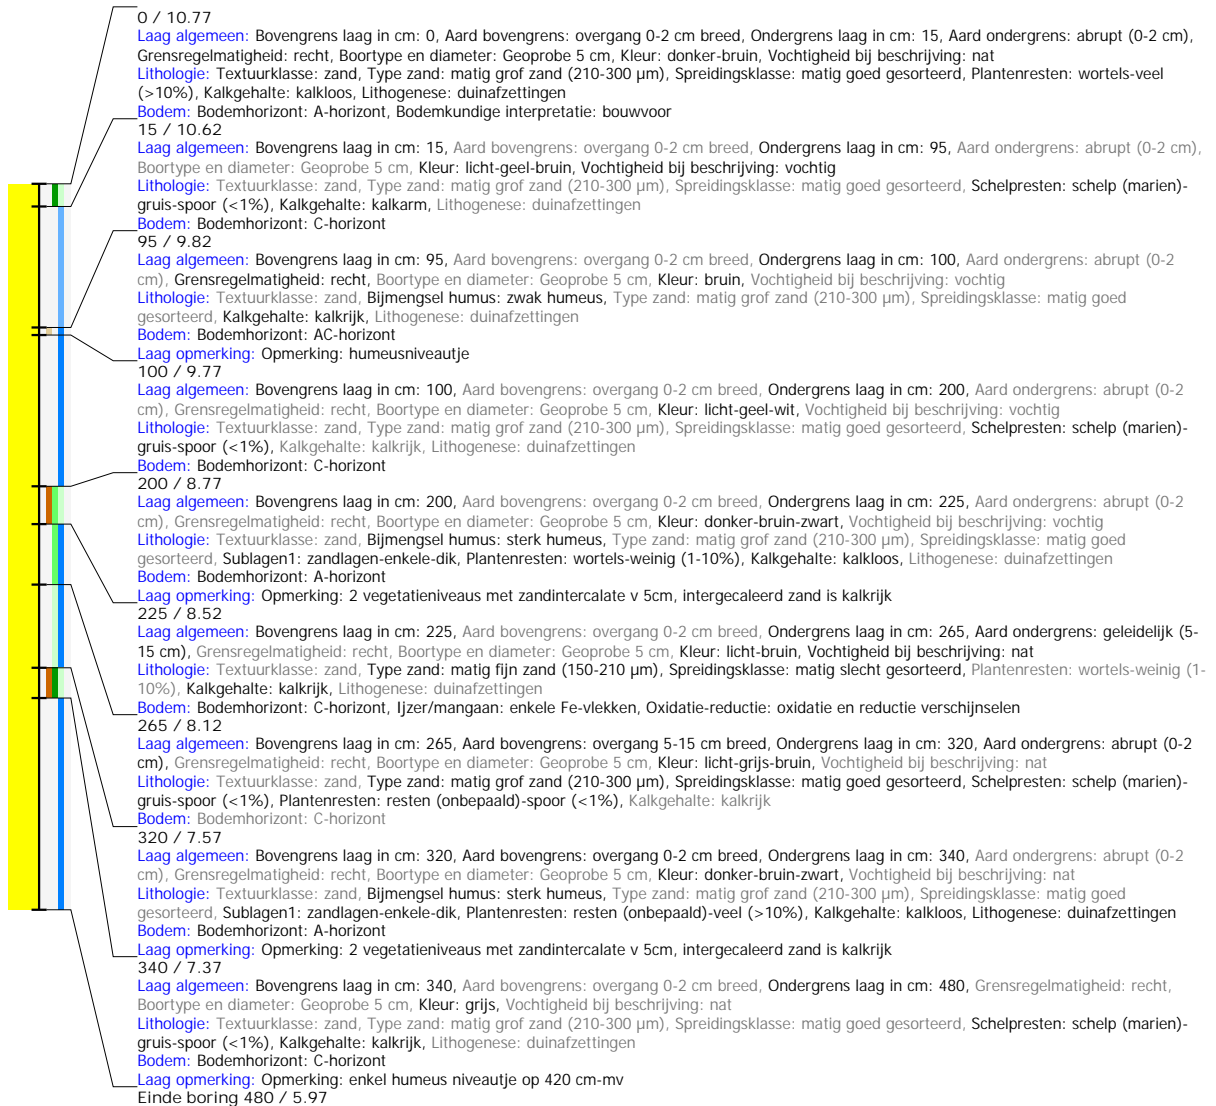 0 / 10.77
Laag algemeen: Bovengrens laag in cm: 0, Aard bovengrens: overgang 0-2 cm breed, Ondergrens laag in cm: 15, Aard ondergrens: abrupt (0-2 cm),
Grensregelmatigheid: recht, Boortype en diameter: Geoprobe 5 cm, Kleur: donker-bruin, Vochtigheid bij beschrijving: nat
Lithologie: Textuurklasse: zand, Type zand: matig grof zand (210-300 µm), Spreidingsklasse: matig goed gesorteerd, Plantenresten: wortels-veel
(>10%), Kalkgehalte: kalkloos, Lithogenese: duinafzettingen
Bodem: Bodemhorizont: A-horizont, Bodemkundige interpretatie: bouwvoor
15 / 10.62
Laag algemeen: Bovengrens laag in cm: 15, Aard bovengrens: overgang 0-2 cm breed, Ondergrens laag in cm: 95, Aard ondergrens: abrupt (0-2 cm),
Boortype en diameter: Geoprobe 5 cm, Kleur: licht-geel-bruin, Vochtigheid bij beschrijving: vochtig
Lithologie: Textuurklasse: zand, Type zand: matig grof zand (210-300 µm), Spreidingsklasse: matig goed gesorteerd, Schelpresten: schelp (marien)-
gruis-spoor (<1%), Kalkgehalte: kalkarm, Lithogenese: duinafzettingen
Bodem: Bodemhorizont: C-horizont
95 / 9.82
Laag algemeen: Bovengrens laag in cm: 95, Aard bovengrens: overgang 0-2 cm breed, Ondergrens laag in cm: 100, Aard ondergrens: abrupt (0-2
cm), Grensregelmatigheid: recht, Boortype en diameter: Geoprobe 5 cm, Kleur: bruin, Vochtigheid bij beschrijving: vochtig
Lithologie: Textuurklasse: zand, Bijmengsel humus: zwak humeus, Type zand: matig grof zand (210-300 µm), Spreidingsklasse: matig goed
gesorteerd, Kalkgehalte: kalkrijk, Lithogenese: duinafzettingen
Bodem: Bodemhorizont: AC-horizont
Laag opmerking: Opmerking: humeusniveautje
100 / 9.77
Laag algemeen: Bovengrens laag in cm: 100, Aard bovengrens: overgang 0-2 cm breed, Ondergrens laag in cm: 200, Aard ondergrens: abrupt (0-2
cm), Grensregelmatigheid: recht, Boortype en diameter: Geoprobe 5 cm, Kleur: licht-geel-wit, Vochtigheid bij beschrijving: vochtig
Lithologie: Textuurklasse: zand, Type zand: matig grof zand (210-300 µm), Spreidingsklasse: matig goed gesorteerd, Schelpresten: schelp (marien)-
gruis-spoor (<1%), Kalkgehalte: kalkrijk, Lithogenese: duinafzettingen
Bodem: Bodemhorizont: C-horizont
200 / 8.77
Laag algemeen: Bovengrens laag in cm: 200, Aard bovengrens: overgang 0-2 cm breed, Ondergrens laag in cm: 225, Aard ondergrens: abrupt (0-2
cm), Grensregelmatigheid: recht, Boortype en diameter: Geoprobe 5 cm, Kleur: donker-bruin-zwart, Vochtigheid bij beschrijving: vochtig
Lithologie: Textuurklasse: zand, Bijmengsel humus: sterk humeus, Type zand: matig grof zand (210-300 µm), Spreidingsklasse: matig goed
gesorteerd, Sublagen1: zandlagen-enkele-dik, Plantenresten: wortels-weinig (1-10%), Kalkgehalte: kalkloos, Lithogenese: duinafzettingen
Bodem: Bodemhorizont: A-horizont
Laag opmerking: Opmerking: 2 vegetatieniveaus met zandintercalate v 5cm, intergecaleerd zand is kalkrijk
225 / 8.52
Laag algemeen: Bovengrens laag in cm: 225, Aard bovengrens: overgang 0-2 cm breed, Ondergrens laag in cm: 265, Aard ondergrens: geleidelijk (5-
15 cm), Grensregelmatigheid: recht, Boortype en diameter: Geoprobe 5 cm, Kleur: licht-bruin, Vochtigheid bij beschrijving: nat
Lithologie: Textuurklasse: zand, Type zand: matig fijn zand (150-210 µm), Spreidingsklasse: matig slecht gesorteerd, Plantenresten: wortels-weinig (1-
10%), Kalkgehalte: kalkrijk, Lithogenese: duinafzettingen
Bodem: Bodemhorizont: C-horizont, Ijzer/mangaan: enkele Fe-vlekken, Oxidatie-reductie: oxidatie en reductie verschijnselen
265 / 8.12
Laag algemeen: Bovengrens laag in cm: 265, Aard bovengrens: overgang 5-15 cm breed, Ondergrens laag in cm: 320, Aard ondergrens: abrupt (0-2
cm), Grensregelmatigheid: recht, Boortype en diameter: Geoprobe 5 cm, Kleur: licht-grijs-bruin, Vochtigheid bij beschrijving: nat
Lithologie: Textuurklasse: zand, Type zand: matig grof zand (210-300 µm), Spreidingsklasse: matig goed gesorteerd, Schelpresten: schelp (marien)-
gruis-spoor (<1%), Plantenresten: resten (onbepaald)-spoor (<1%), Kalkgehalte: kalkrijk
Bodem: Bodemhorizont: C-horizont
320 / 7.57
Laag algemeen: Bovengrens laag in cm: 320, Aard bovengrens: overgang 0-2 cm breed, Ondergrens laag in cm: 340, Aard ondergrens: abrupt (0-2
cm), Grensregelmatigheid: recht, Boortype en diameter: Geoprobe 5 cm, Kleur: donker-bruin-zwart, Vochtigheid bij beschrijving: nat
Lithologie: Textuurklasse: zand, Bijmengsel humus: sterk humeus, Type zand: matig grof zand (210-300 µm), Spreidingsklasse: matig goed
gesorteerd, Sublagen1: zandlagen-enkele-dik, Plantenresten: resten (onbepaald)-veel (>10%), Kalkgehalte: kalkloos, Lithogenese: duinafzettingen
Bodem: Bodemhorizont: A-horizont
Laag opmerking: Opmerking: 2 vegetatieniveaus met zandintercalate v 5cm, intergecaleerd zand is kalkrijk
340 / 7.37
Laag algemeen: Bovengrens laag in cm: 340, Aard bovengrens: overgang 0-2 cm breed, Ondergrens laag in cm: 480, Grensregelmatigheid: recht,
Boortype en diameter: Geoprobe 5 cm, Kleur: grijs, Vochtigheid bij beschrijving: nat
Lithologie: Textuurklasse: zand, Type zand: matig grof zand (210-300 µm), Spreidingsklasse: matig goed gesorteerd, Schelpresten: schelp (marien)-
gruis-spoor (<1%), Kalkgehalte: kalkrijk, Lithogenese: duinafzettingen
Bodem: Bodemhorizont: C-horizont
Laag opmerking: Opmerking: enkel humeus niveautje op 420 cm-mv
Einde boring 480 / 5.97